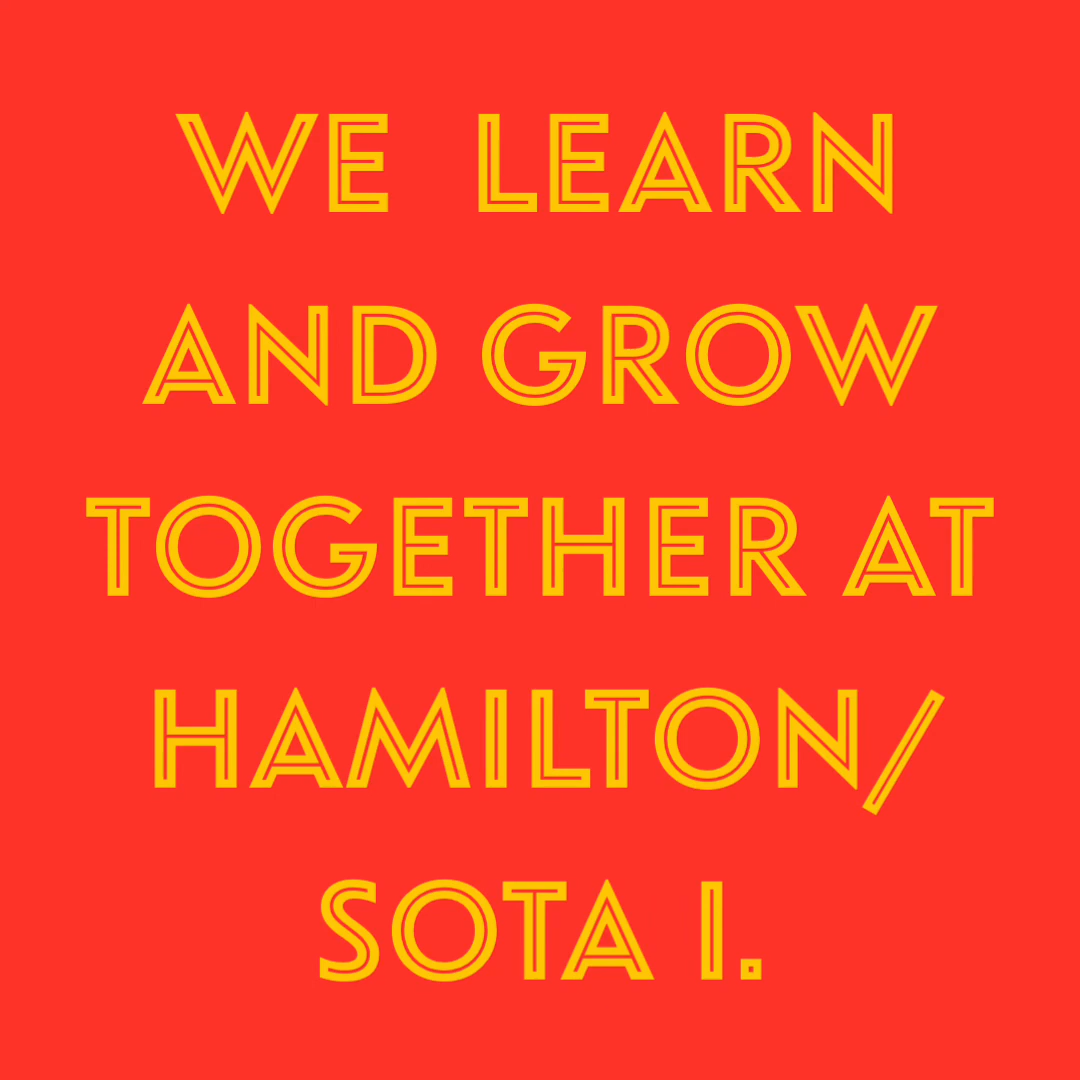 WE LEARN
AND GROW
TOGETHER AT
HAMILTON/
SOTA I.